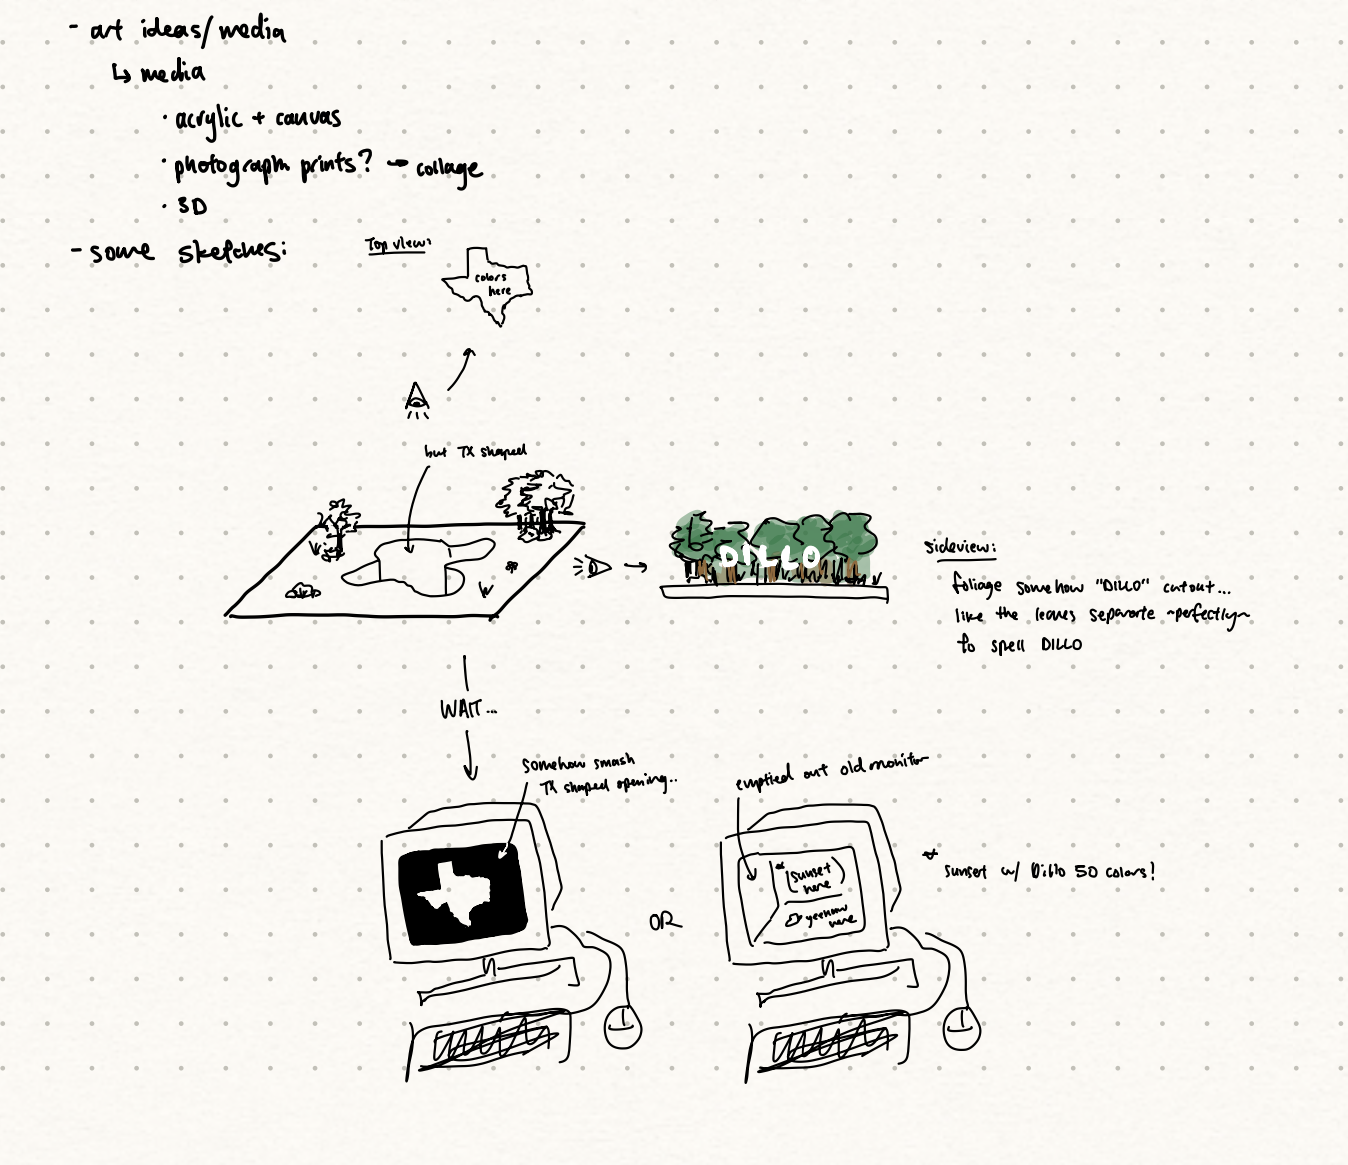 - art ideas/media
↳ media
· acrylic + canvas
· photograph prints? → collage
· 3D
- some sketches:
Top view:
colors
here
but TX shaped
DILLO
sideview:
foliage somehow "DILLO" cutout...
like the leaves separate ~perfectly~
to spell DILLO
WAIT...
somehow smash
TX shaped opening..
emptied out old monitor
* (sunset
here)
yeehaw
here
OR
* sunset w/ Dillo 50 colors!